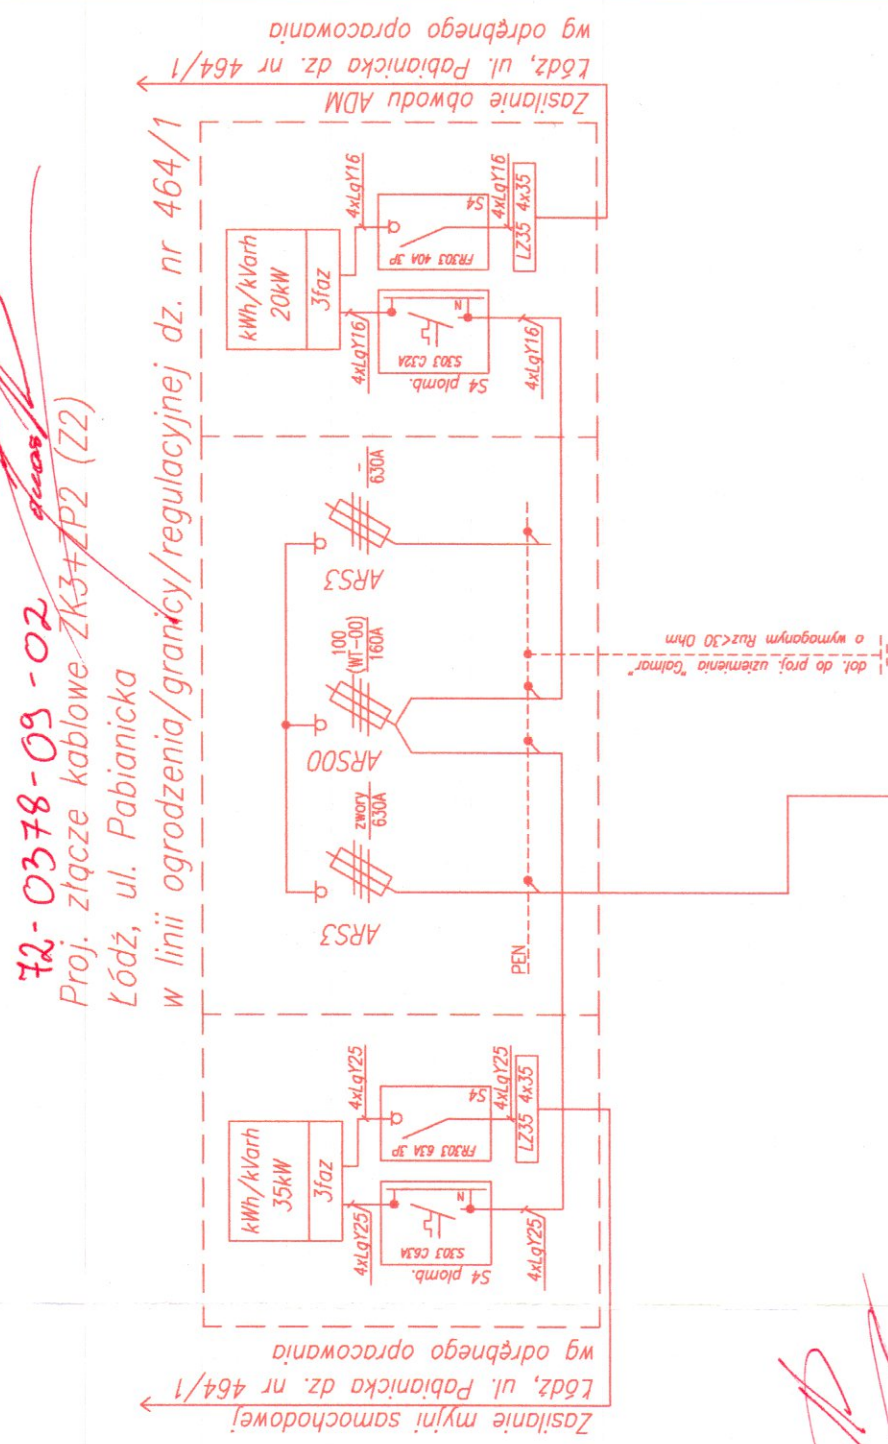 72-0378-09-02
Proj. złącze kablowe ZK3+ZP2 (Z2)
Łódź, ul. Pabianicka
w linii ogrodzenia/granicy/regulacyjnej dz. nr 464/1
Zasilanie obwodu ADM
Łódź, ul. Pabianicka dz. nr 464/1
wg odrębnego opracowania
kWh/kVarh
20kW
3faz
4xLgY16
4xLgY16
FR303 40A 3P
S4
4xLgY16
LZ35 4x35
S4 plomb.
S303 C32A
N
4xLgY16
ARS3
-
630A
ARS00
100
(WT-00)
160A
ARS3
zwory
630A
PEN
dot. do proj. uziemienia "Galmar"
o wymaganym Ruz<30 Ohm
kWh/kVarh
35kW
3faz
4xLgY25
4xLgY25
FR303 63A 3P
S4
4xLgY25
LZ35 4x35
S4 plomb.
S303 C63A
N
4xLgY25
Zasilanie myjni samochodowej
Łódź, ul. Pabianicka dz. nr 464/1
wg odrębnego opracowania